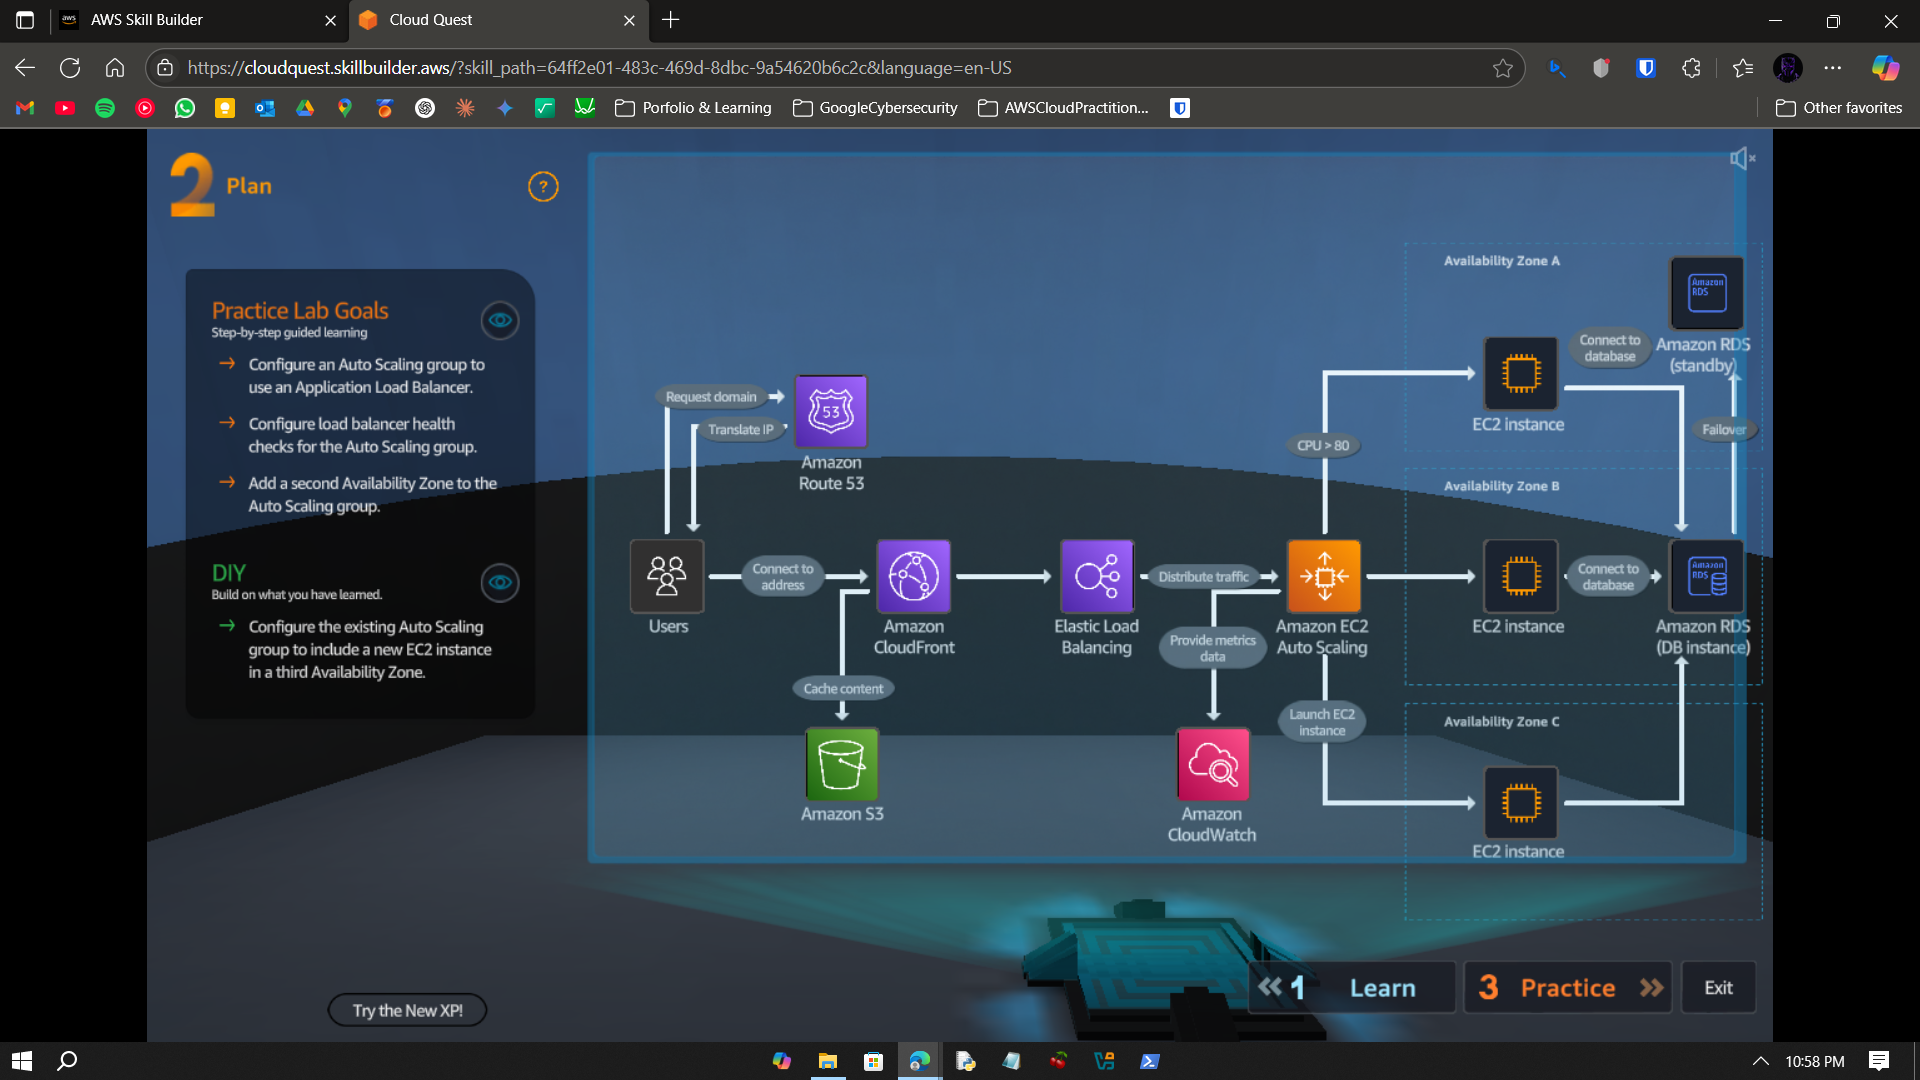 aws
AWS Skill Builder
Cloud Quest
https://cloudquest.skillbuilder.aws/?skill_path=64ff2e01-483c-469d-8dbc-9a54620b6c2c&language=en-US
Porfolio & Learning
GoogleCybersecurity
AWSCloudPractition...
Other favorites
2 Plan
?
Practice Lab Goals
Step-by-step guided learning
Configure an Auto Scaling group to
use an Application Load Balancer.
Configure load balancer health
checks for the Auto Scaling group.
Add a second Availability Zone to the
Auto Scaling group.
DIY
Build on what you have learned.
Configure the existing Auto Scaling
group to include a new EC2 instance
in a third Availability Zone.
Request domain
Translate IP
53
Amazon
Route 53
Users
Connect to
address
Amazon
CloudFront
Cache content
Amazon S3
Elastic Load
Balancing
Distribute traffic
Provide metrics
data
Amazon
CloudWatch
Amazon EC2
Auto Scaling
CPU > 80
Launch EC2
instance
Availability Zone A
EC2 instance
Connect to
database
Amazon
RDS
Amazon RDS
(standby)
Failover
Availability Zone B
EC2 instance
Connect to
database
Amazon
RDS
Amazon RDS
(DB instance)
Availability Zone C
EC2 instance
Try the New XP!
1 Learn
3 Practice
Exit
10:58 PM